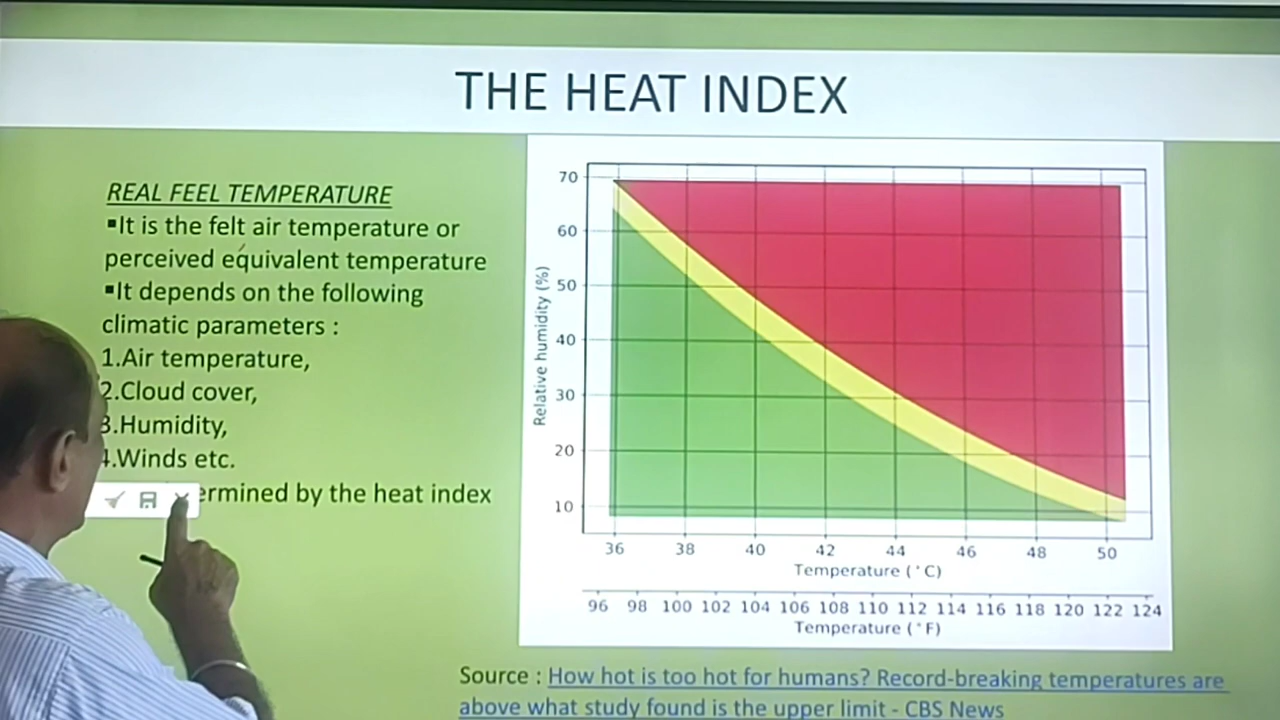 THE HEAT INDEX
REAL FEEL TEMPERATURE
▪It is the felt air temperature or
perceived equivalent temperature
▪It depends on the following
climatic parameters :
1.Air temperature,
2.Cloud cover,
3.Humidity,
4.Winds etc.
ermined by the heat index
70
60
50
40
30
20
10
Relative humidity (%)
36 38 40 42 44 46 48 50
Temperature (°C)
96 98 100 102 104 106 108 110 112 114 116 118 120 122 124
Temperature (°F)
Source : How hot is too hot for humans? Record-breaking temperatures are
above what study found is the upper limit - CBS News